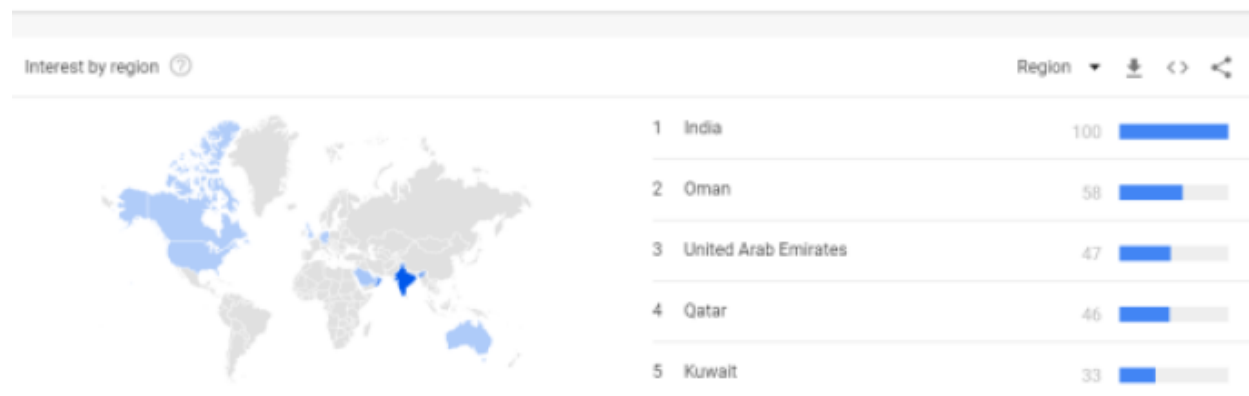 Interest by region ?
Region
1 India 100
2 Oman 58
3 United Arab Emirates 47
4 Qatar 46
5 Kuwait 33